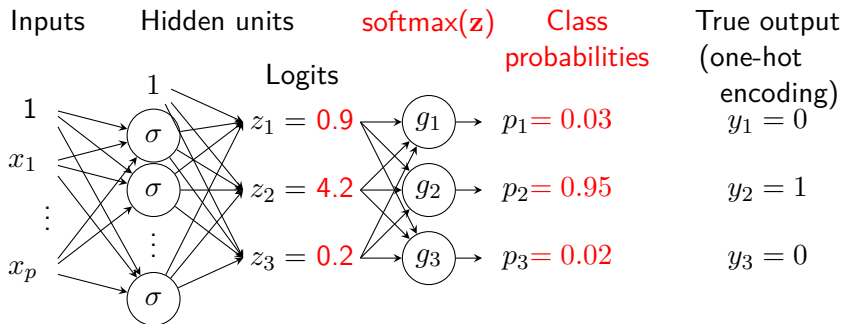 Inputs Hidden units softmax(z) Class probabilities True output (one-hot encoding)
1 Logits
1 σ z₁ = 0.9 g₁ p₁ = 0.03 y₁ = 0
x₁ σ z₂ = 4.2 g₂ p₂ = 0.95 y₂ = 1
⋮ ⋮
xₚ z₃ = 0.2 g₃ p₃ = 0.02 y₃ = 0
σ